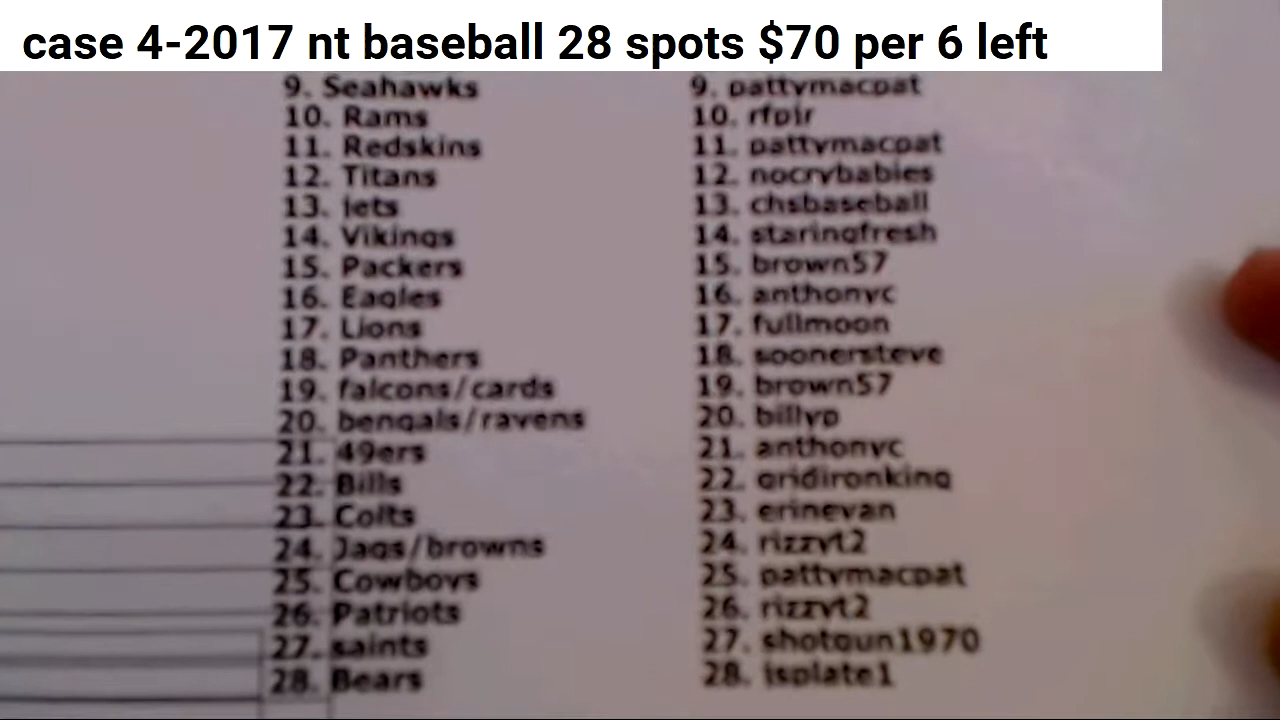 case 4-2017 nt baseball 28 spots $70 per 6 left
9. Seahawks 9. pattymacpat
10. Rams 10. rfpir
11. Redskins 11. pattymacpat
12. Titans 12. nocrybabies
13. Jets 13. chsbaseball
14. Vikings 14. staringfresh
15. Packers 15. brown57
16. Eagles 16. anthonyc
17. Lions 17. fullmoon
18. Panthers 18. soonersteve
19. falcons/cards 19. brown57
20. bengals/ravens 20. billyp
21. 49ers 21. anthonyc
22. Bills 22. gridironking
23. Colts 23. erinevan
24. Jags/browns 24. rizzyt2
25. Cowboys 25. pattymacpat
26. Patriots 26. rizzyt2
27. saints 27. shotgun1970
28. Bears 28. jsplate1